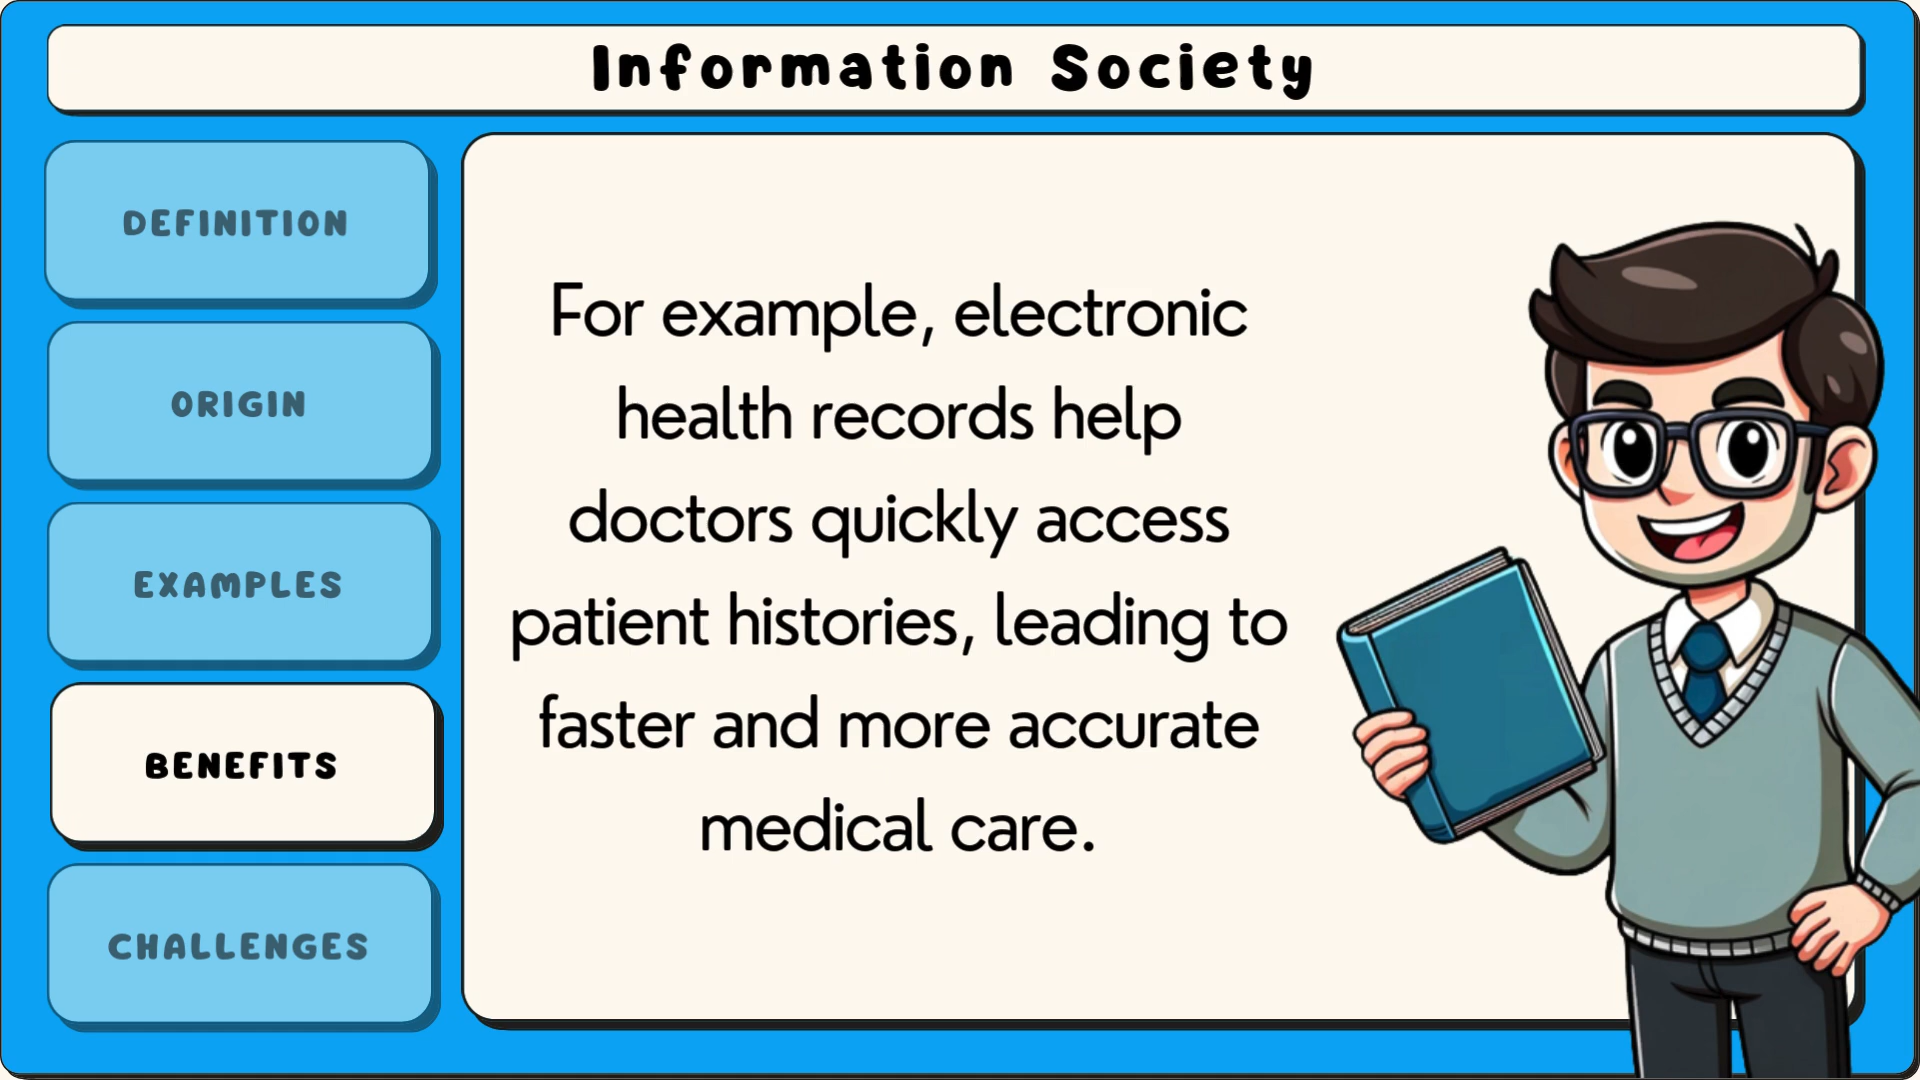 Information Society
DEFINITION
ORIGIN
EXAMPLES
BENEFITS
CHALLENGES
For example, electronic
health records help
doctors quickly access
patient histories, leading to
faster and more accurate
medical care.